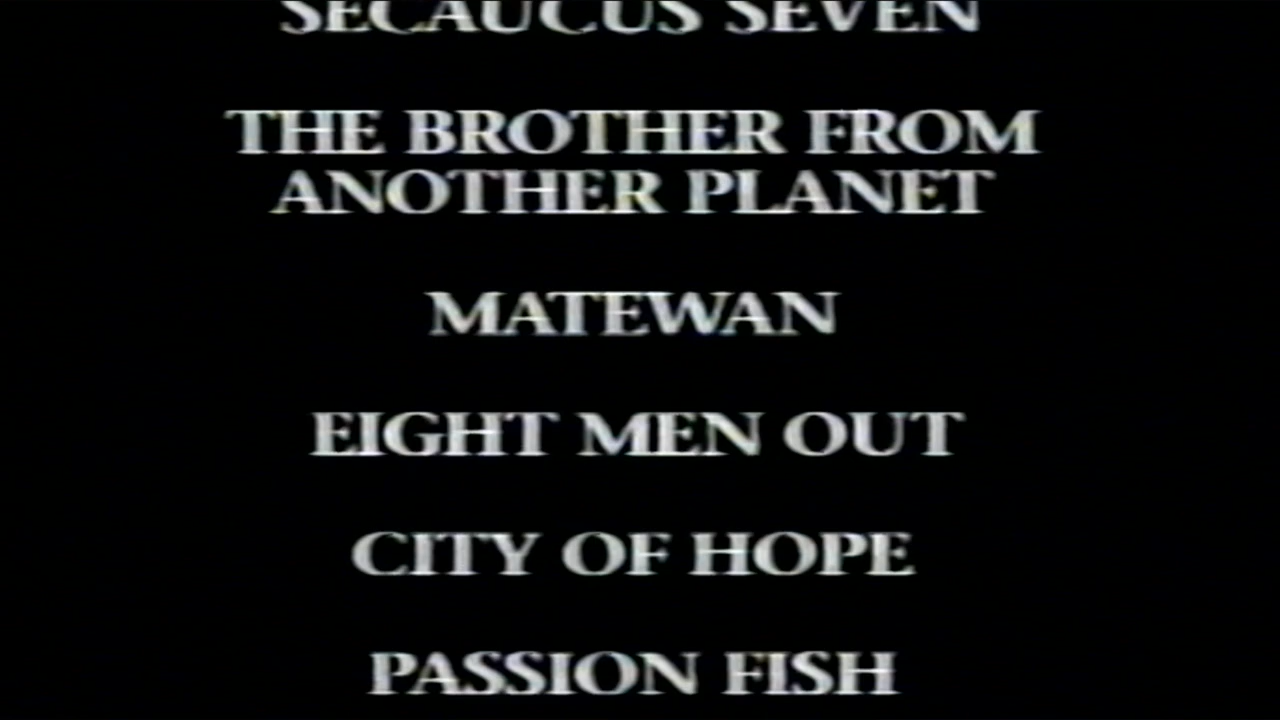 SECAUCUS SEVEN
THE BROTHER FROM
ANOTHER PLANET
MATEWAN
EIGHT MEN OUT
CITY OF HOPE
PASSION FISH